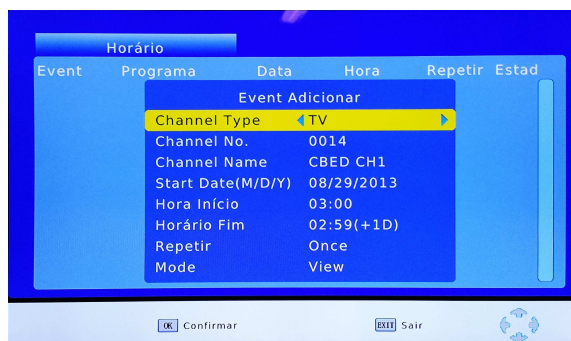 Horário
Event Programa Data Hora Repetir Estad
Event Adicionar
Channel Type TV
Channel No. 0014
Channel Name CBED CH1
Start Date(M/D/Y) 08/29/2013
Hora Início 03:00
Horário Fim 02:59(+1D)
Repetir Once
Mode View
OK Confirmar EXIT Sair